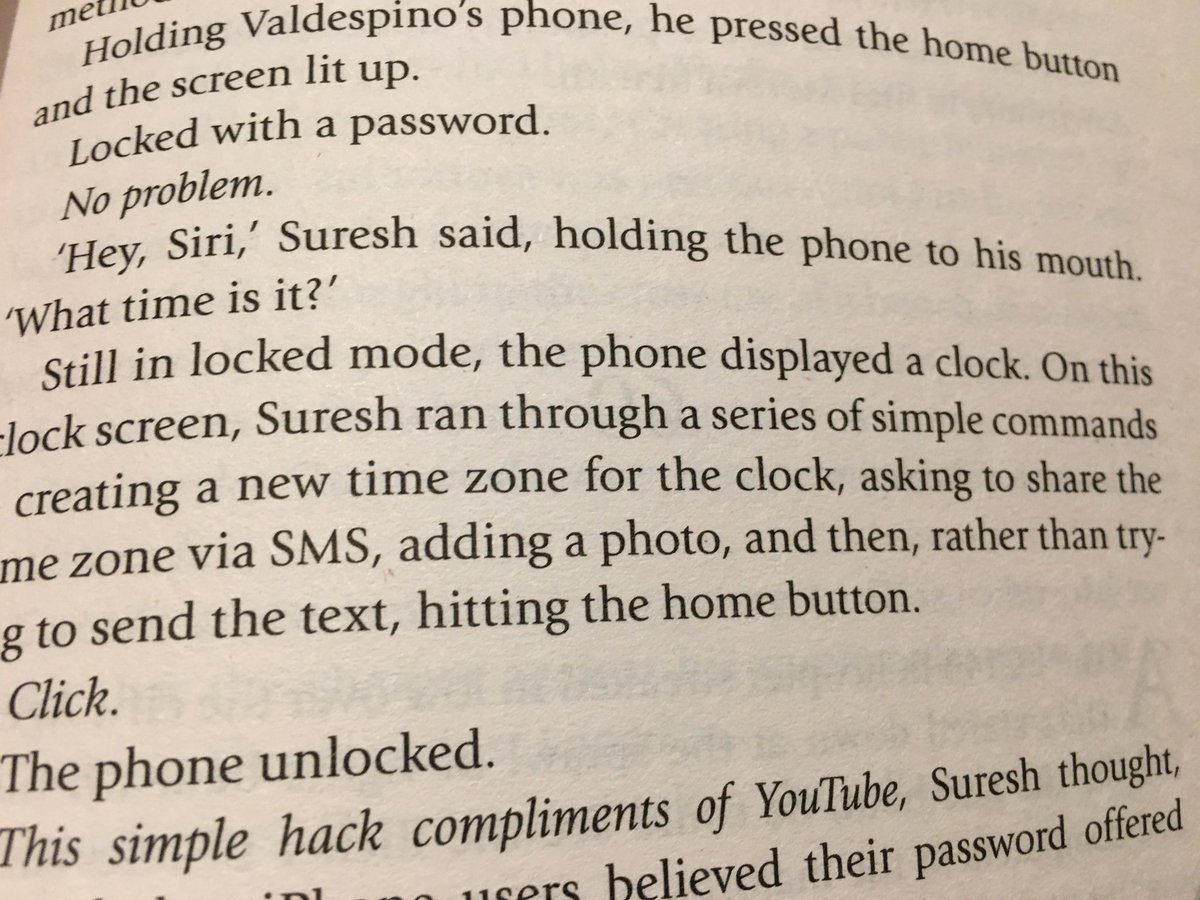 Holding Valdespino's phone, he pressed the home button
and the screen lit up.
Locked with a password.
No problem.
'Hey, Siri,' Suresh said, holding the phone to his mouth.
'What time is it?'
Still in locked mode, the phone displayed a clock. On this
clock screen, Suresh ran through a series of simple commands
creating a new time zone for the clock, asking to share the
me zone via SMS, adding a photo, and then, rather than try-
g to send the text, hitting the home button.
Click.
The phone unlocked.
This simple hack compliments of YouTube, Suresh thought,
iPhone users believed their password offered